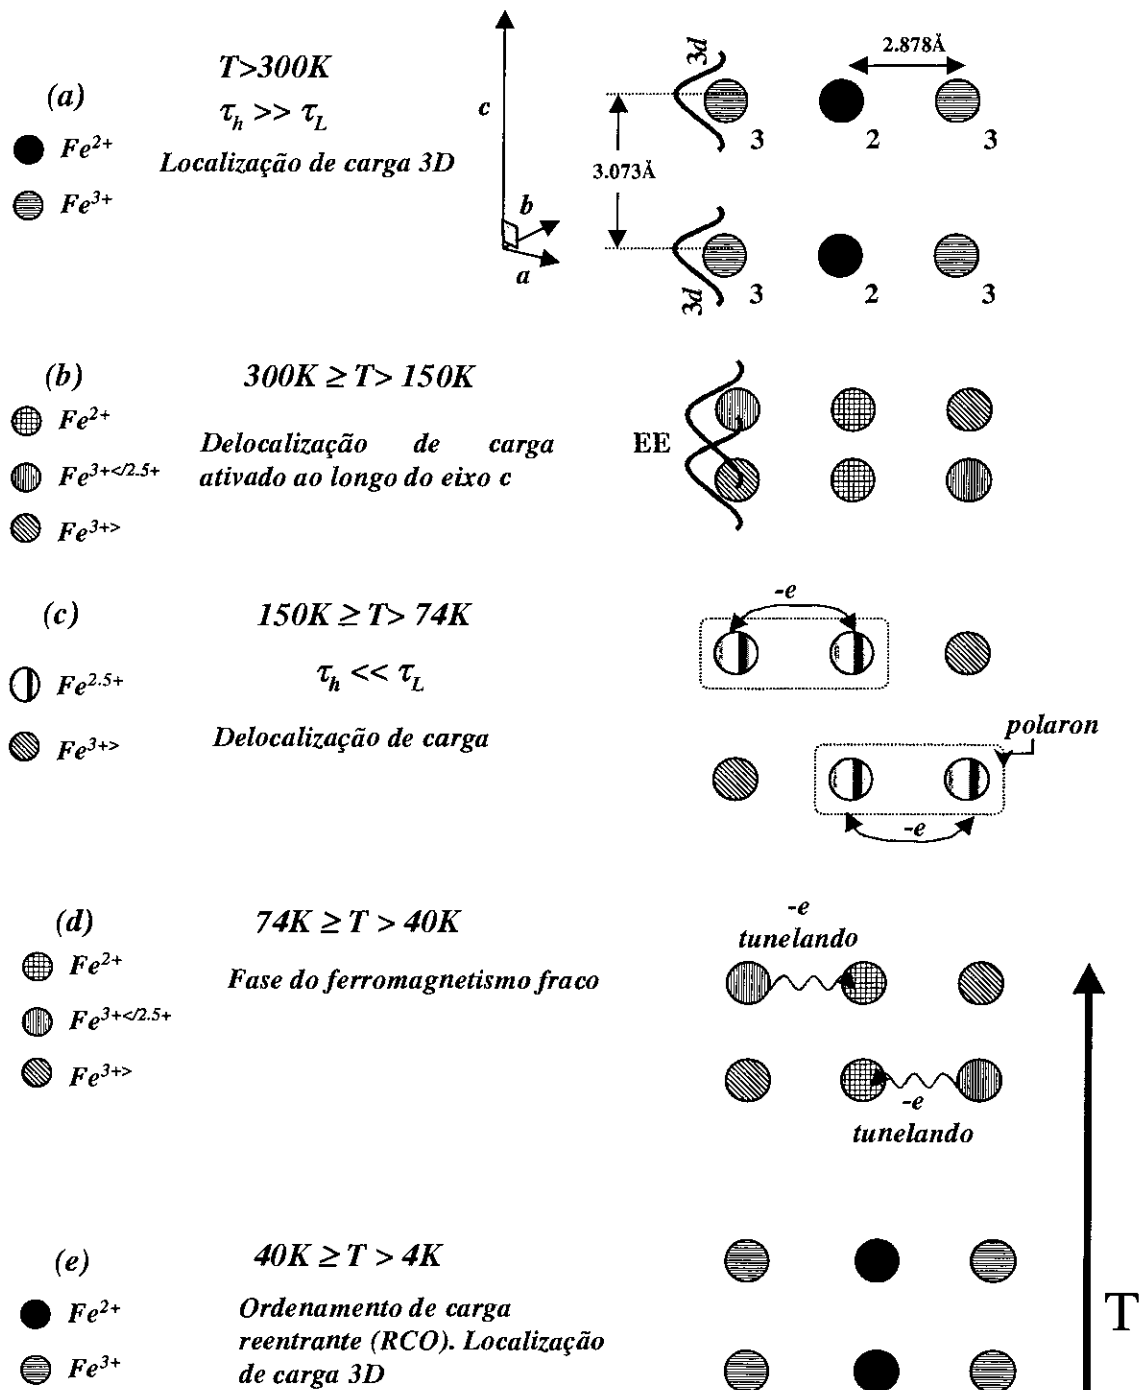 (a)
T>300K
τh >> τL
Localização de carga 3D
Fe2+
Fe3+
c
b
a
3d
2.878Å
3
2
3
3.073Å
3d
3
2
3
(b)
300K ≥ T> 150K
Fe2+
Fe3+</2.5+
Fe3+>
Delocalização de carga
ativado ao longo do eixo c
EE
(c)
150K ≥ T> 74K
τh << τL
Fe2.5+
Fe3+>
Delocalização de carga
-e
polaron
-e
(d)
74K ≥ T > 40K
Fe2+
Fe3+</2.5+
Fe3+>
Fase do ferromagnetismo fraco
-e
tunelando
-e
tunelando
(e)
40K ≥ T > 4K
Fe2+
Fe3+
Ordenamento de carga
reentrante (RCO). Localização
de carga 3D
T